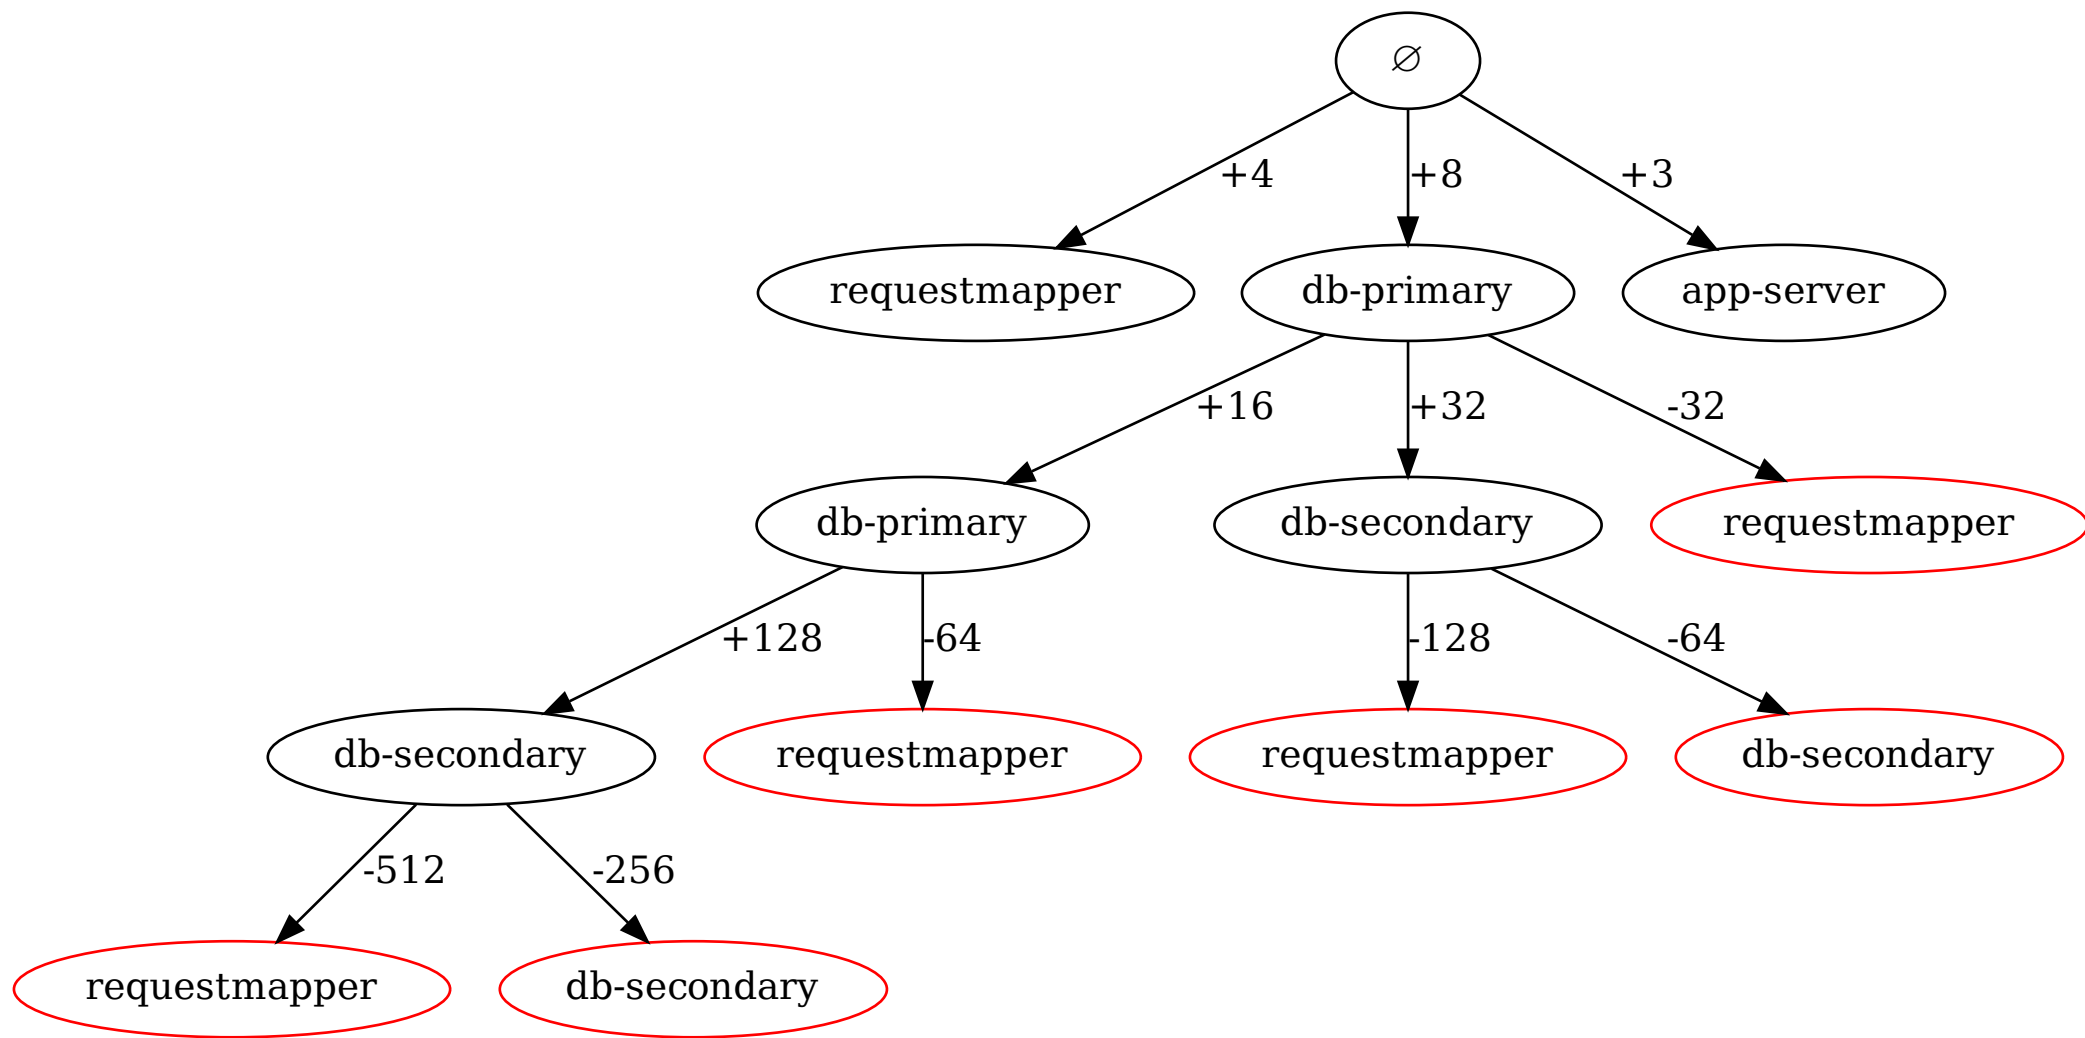 ∅
+4
+8
+3
requestmapper
db-primary
app-server
+16
+32
-32
db-primary
db-secondary
requestmapper
+128
-64
-128
-64
db-secondary
requestmapper
requestmapper
db-secondary
-512
-256
requestmapper
db-secondary